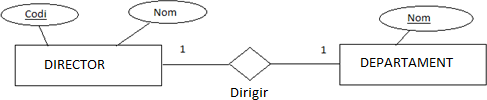 Codi
Nom
Nom
DIRECTOR
1
1
DEPARTAMENT
Dirigir